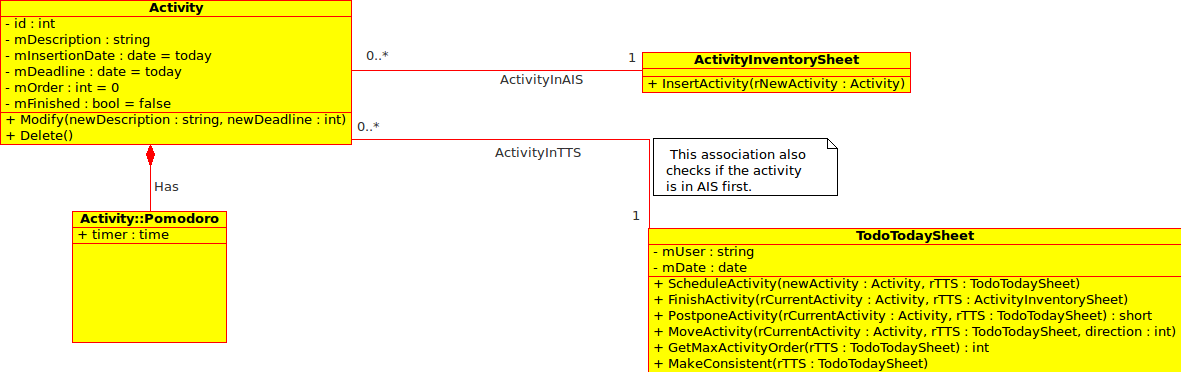 Activity
- id : int
- mDescription : string
- mInsertionDate : date = today
- mDeadline : date = today
- mOrder : int = 0
- mFinished : bool = false
+ Modify(newDescription : string, newDeadline : int)
+ Delete()
0..*
1
ActivityInAIS
ActivityInventorySheet
+ InsertActivity(rNewActivity : Activity)
0..*
ActivityInTTS
1
This association also
checks if the activity
is in AIS first.
Has
Activity::Pomodoro
+ timer : time
TodoTodaySheet
- mUser : string
- mDate : date
+ ScheduleActivity(newActivity : Activity, rTTS : TodoTodaySheet)
+ FinishActivity(rCurrentActivity : Activity, rTTS : ActivityInventorySheet)
+ PostponeActivity(rCurrentActivity : Activity, rTTS : TodoTodaySheet) : short
+ MoveActivity(rCurrentActivity : Activity, rTTS : TodoTodaySheet, direction : int)
+ GetMaxActivityOrder(rTTS : TodoTodaySheet) : int
+ MakeConsistent(rTTS : TodoTodaySheet)